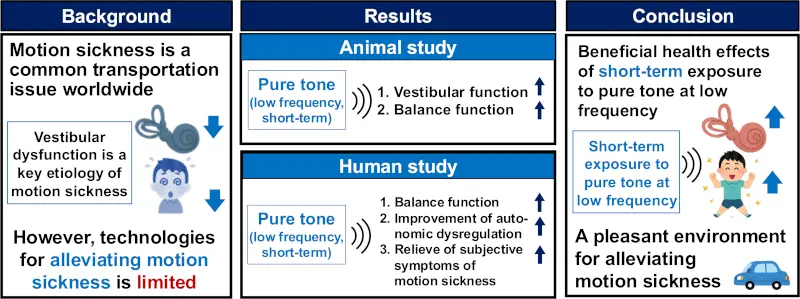 Background
Motion sickness is a
common transportation
issue worldwide
Vestibular
dysfunction is a
key etiology of
motion sickness
However, technologies
for alleviating motion
sickness is limited
Results
Animal study
Pure tone
(low frequency,
short-term)
1. Vestibular function
2. Balance function
Human study
Pure tone
(low frequency,
short-term)
1. Balance function
2. Improvement of auto-
nomic dysregulation
3. Relieve of subjective
symptoms of
motion sickness
Conclusion
Beneficial health effects
of short-term exposure
to pure tone at low
frequency
Short-term
exposure to
pure tone at
low frequency
A pleasant environment
for alleviating
motion sickness